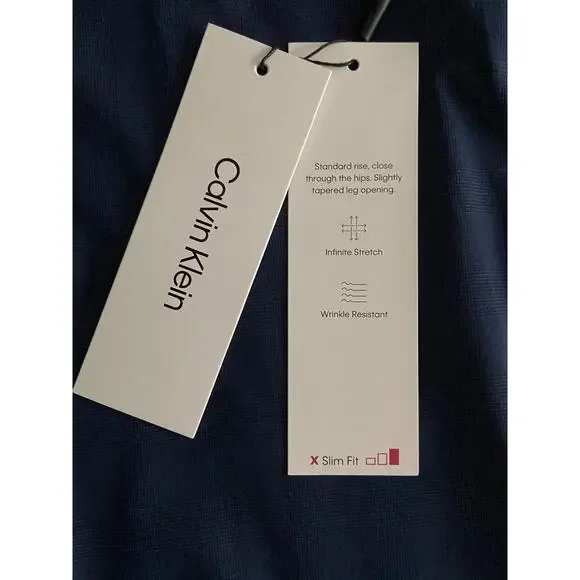 Calvin Klein
Standard rise, close
through the hips. Slightly
tapered leg opening.
Infinite Stretch
Wrinkle Resistant
X Slim Fit